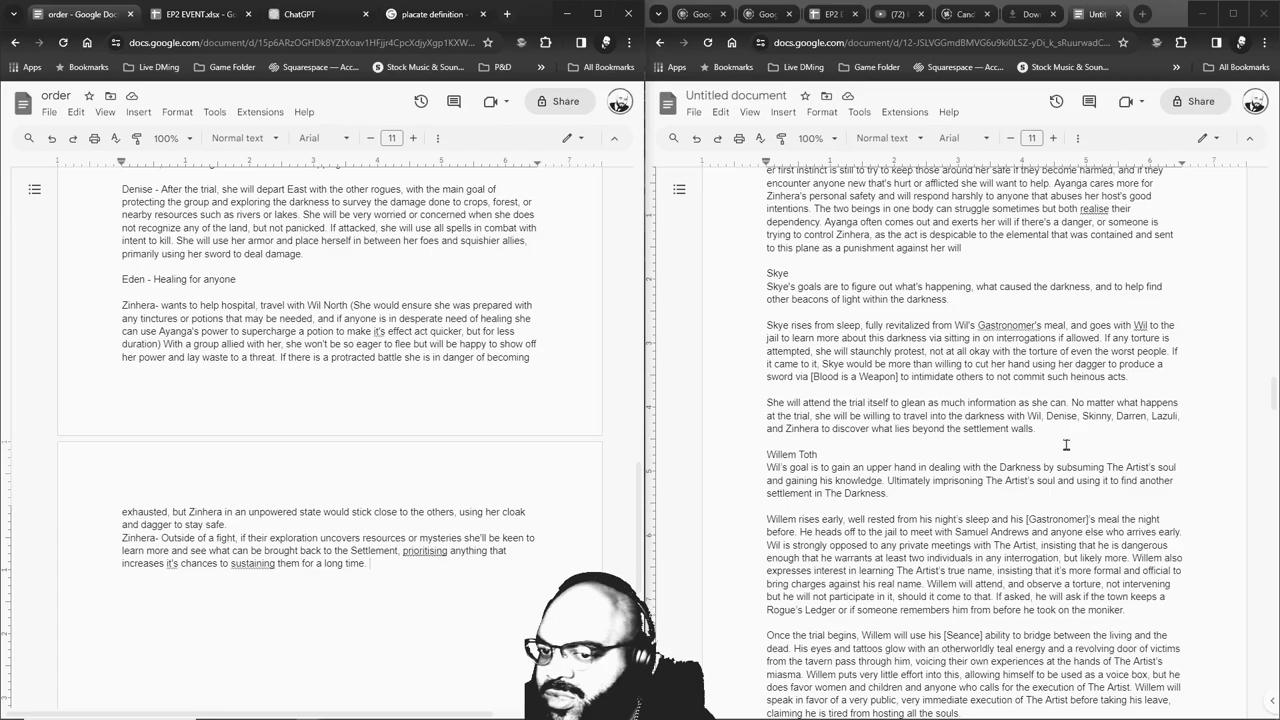 order - Google Doc
EP2 EVENT.xlsx - Go
ChatGPT
placate definition -
Goog
Goog
EP2 E
(72)
Cand
Dow
Untit
docs.google.com/document/d/15p6ARzOGHDk8YZtXoav1HFjjr4CpcXdjyXgp1KXW...
docs.google.com/document/d/12-JSLVGGmdBMVG6u9ki0LSZ-yDi_k_sRuurwadC...
Apps
Bookmarks
Live DMing
Game Folder
Squarespace — Acc...
Stock Music & Soun...
P&D
»
All Bookmarks
Apps
Bookmarks
Live DMing
Game Folder
Squarespace — Acc...
Stock Music & Soun...
»
All Bookmarks
order
File Edit View Insert Format Tools Extensions Help
Share
100% Normal text Arial 11
Denise - After the trial, she will depart East with the other rogues, with the main goal of
protecting the group and exploring the darkness to survey the damage done to crops, forest, or
nearby resources such as rivers or lakes. She will be very worried or concerned when she does
not recognize any of the land, but not panicked. If attacked, she will use all spells in combat with
intent to kill. She will use her armor and place herself in between her foes and squishier allies,
primarily using her sword to deal damage.
Eden - Healing for anyone
Zinhera- wants to help hospital, travel with Wil North (She would ensure she was prepared with
any tinctures or potions that may be needed, and if anyone is in desperate need of healing she
can use Ayanga's power to supercharge a potion to make it's effect act quicker, but for less
duration) With a group allied with her, she won't be so eager to flee but will be happy to show off
her power and lay waste to a threat. If there is a protracted battle she is in danger of becoming
exhausted, but Zinhera in an unpowered state would stick close to the others, using her cloak
and dagger to stay safe.
Zinhera- Outside of a fight, if their exploration uncovers resources or mysteries she'll be keen to
learn more and see what can be brought back to the Settlement, prioritising anything that
increases it's chances to sustaining them for a long time.
Untitled document
File Edit View Insert Format Tools Extensions Help
Share
100% Normal text Arial 11
er first instinct is still to try to keep those around her safe if they become harmed, and if they
encounter anyone new that's hurt or afflicted she will want to help. Ayanga cares more for
Zinhera's personal safety and will respond harshly to anyone that abuses her host's good
intentions. The two beings in one body can struggle sometimes but both realise their
dependency. Ayanga often comes out and exerts her will if there's a danger, or someone is
trying to control Zinhera, as the act is despicable to the elemental that was contained and sent
to this plane as a punishment against her will
Skye
Skye's goals are to figure out what's happening, what caused the darkness, and to help find
other beacons of light within the darkness.
Skye rises from sleep, fully revitalized from Wil's Gastronomer's meal, and goes with Wil to the
jail to learn more about this darkness via sitting in on interrogations if allowed. If any torture is
attempted, she will staunchly protest, not at all okay with the torture of even the worst people. If
it came to it, Skye would be more than willing to cut her hand using her dagger to produce a
sword via [Blood is a Weapon] to intimidate others to not commit such heinous acts.
She will attend the trial itself to glean as much information as she can. No matter what happens
at the trial, she will be willing to travel into the darkness with Wil, Denise, Skinny, Darren, Lazuli,
and Zinhera to discover what lies beyond the settlement walls.
Willem Toth
Wil's goal is to gain an upper hand in dealing with the Darkness by subsuming The Artist's soul
and gaining his knowledge. Ultimately imprisoning The Artist's soul and using it to find another
settlement in The Darkness.
Willem rises early, well rested from his night's sleep and his [Gastronomer]'s meal the night
before. He heads off to the jail to meet with Samuel Andrews and anyone else who arrives early.
Wil is strongly opposed to any private meetings with The Artist, insisting that he is dangerous
enough that he warrants at least two individuals in any interrogation, but likely more. Willem also
expresses interest in learning The Artist's true name, insisting that it's more formal and official to
bring charges against his real name. Willem will attend, and observe a torture, not intervening
but he will not participate in it, should it come to that. If asked, he will ask if the town keeps a
Rogue's Ledger or if someone remembers him from before he took on the moniker.
Once the trial begins, Willem will use his [Seance] ability to bridge between the living and the
dead. His eyes and tattoos glow with an otherworldly teal energy and a revolving door of victims
from the tavern pass through him, voicing their own experiences at the hands of The Artist's
miasma. Willem puts very little effort into this, allowing himself to be used as a voice box, but he
does favor women and children and anyone who calls for the execution of The Artist. Willem will
speak in favor of a very public, very immediate execution of The Artist before taking his leave,
claiming he is tired from hosting all the souls.